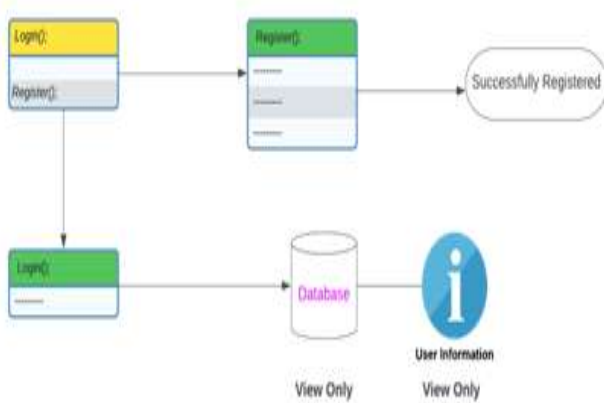 Login();
Register();
Register();
----------
----------
----------
Successfully Registered
Login();
----------
Database
User Information
View Only
View Only